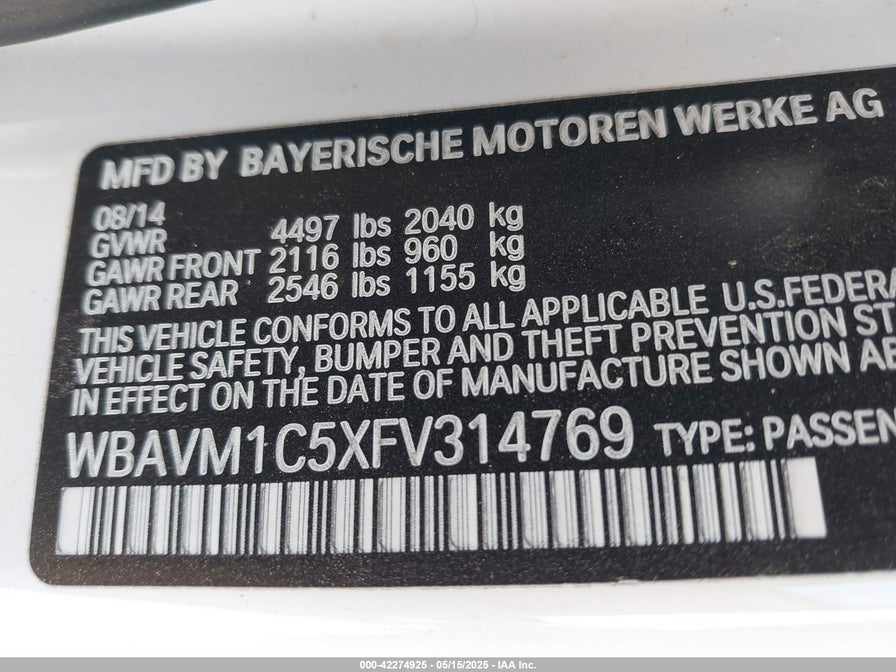 MFD BY BAYERISCHE MOTOREN WERKE AG
08/14
GVWR 4497 lbs 2040 kg
GAWR FRONT 2116 lbs 960 kg
GAWR REAR 2546 lbs 1155 kg
THIS VEHICLE CONFORMS TO ALL APPLICABLE U.S.FEDERA
VEHICLE SAFETY, BUMPER AND THEFT PREVENTION ST
IN EFFECT ON THE DATE OF MANUFACTURE SHOWN AB
WBAVM1C5XFV314769 TYPE: PASSEN
000-42274925 - 05/15/2025 - IAA Inc.